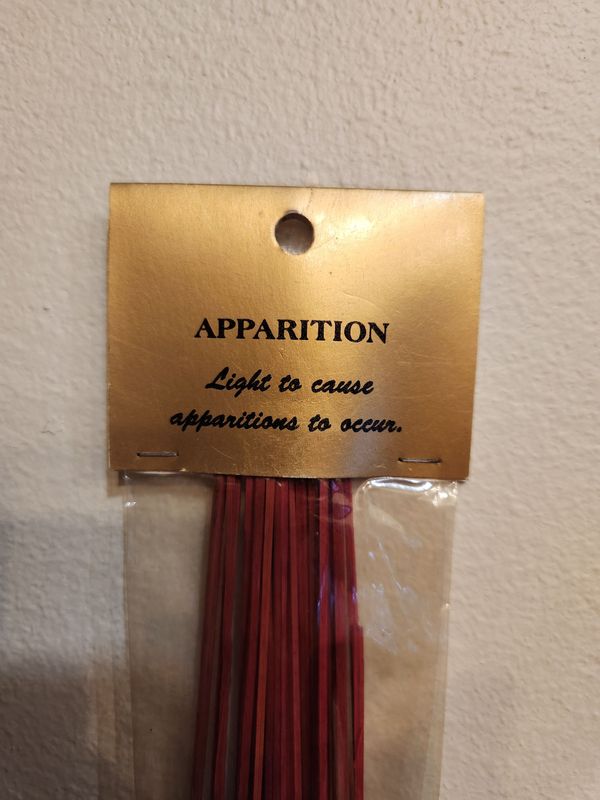 APPARITION
Light to cause
apparitions to occur.